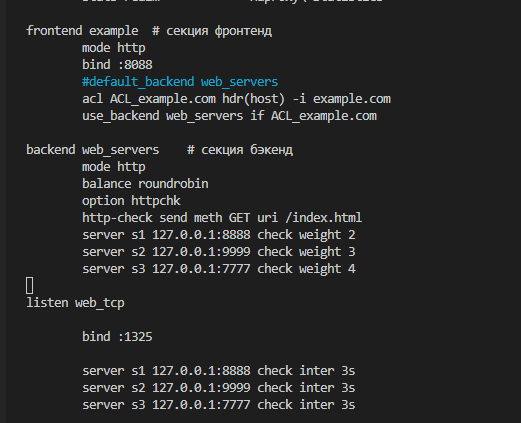 frontend example  # секция фронтенд
        mode http
        bind :8088
        #default_backend web_servers
        acl ACL_example.com hdr(host) -i example.com
        use_backend web_servers if ACL_example.com
backend web_servers    # секция бэкенд
        mode http
        balance roundrobin
        option httpchk
        http-check send meth GET uri /index.html
        server s1 127.0.0.1:8888 check weight 2
        server s2 127.0.0.1:9999 check weight 3
        server s3 127.0.0.1:7777 check weight 4
listen web_tcp
        bind :1325
        server s1 127.0.0.1:8888 check inter 3s
        server s2 127.0.0.1:9999 check inter 3s
        server s3 127.0.0.1:7777 check inter 3s